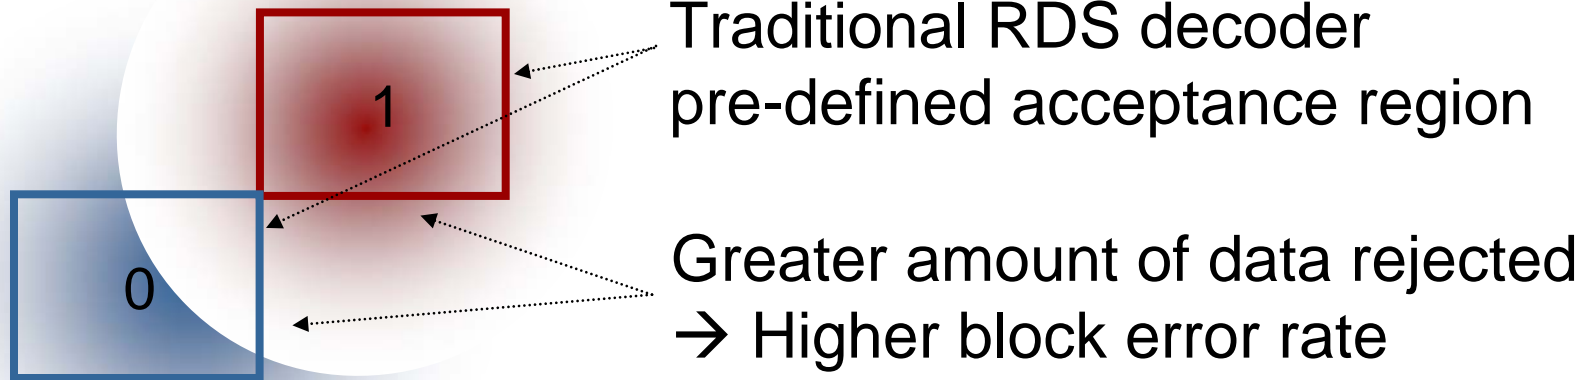 Traditional RDS decoder
1
pre-defined acceptance region
Greater amount of data rejected
0
→ Higher block error rate